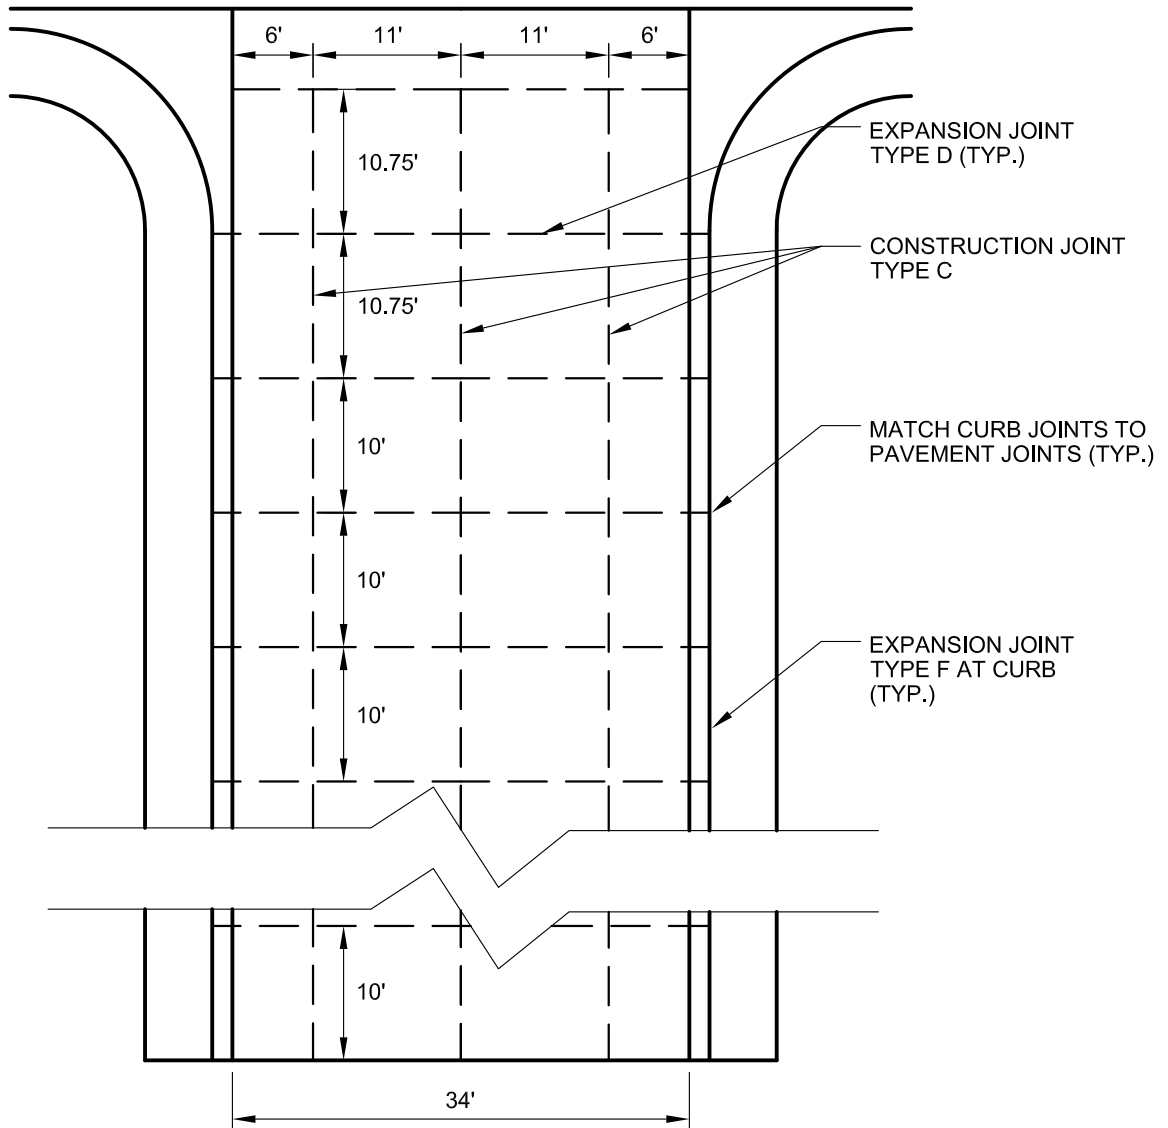 6' 11' 11' 6'
10.75'
EXPANSION JOINT
TYPE D (TYP.)
CONSTRUCTION JOINT
TYPE C
10.75'
MATCH CURB JOINTS TO
PAVEMENT JOINTS (TYP.)
10'
10'
EXPANSION JOINT
TYPE F AT CURB
(TYP.)
10'
10'
34'